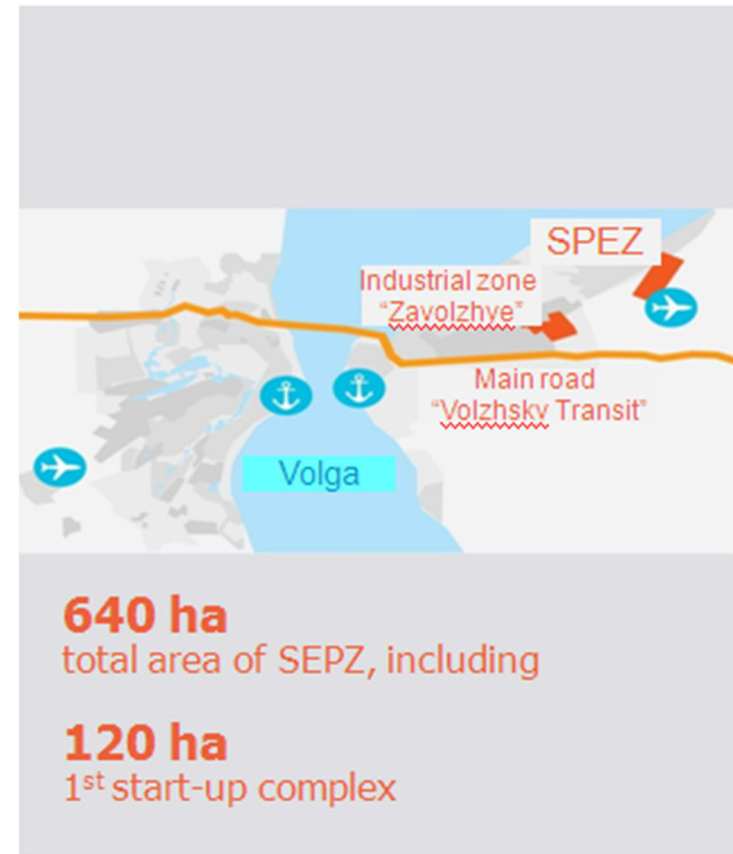 SPEZ
Industrial zone
“Zavolzhye”
Main road
“Volzhsky Transit”
Volga
640 ha
total area of SEPZ, including
120 ha
1st start-up complex